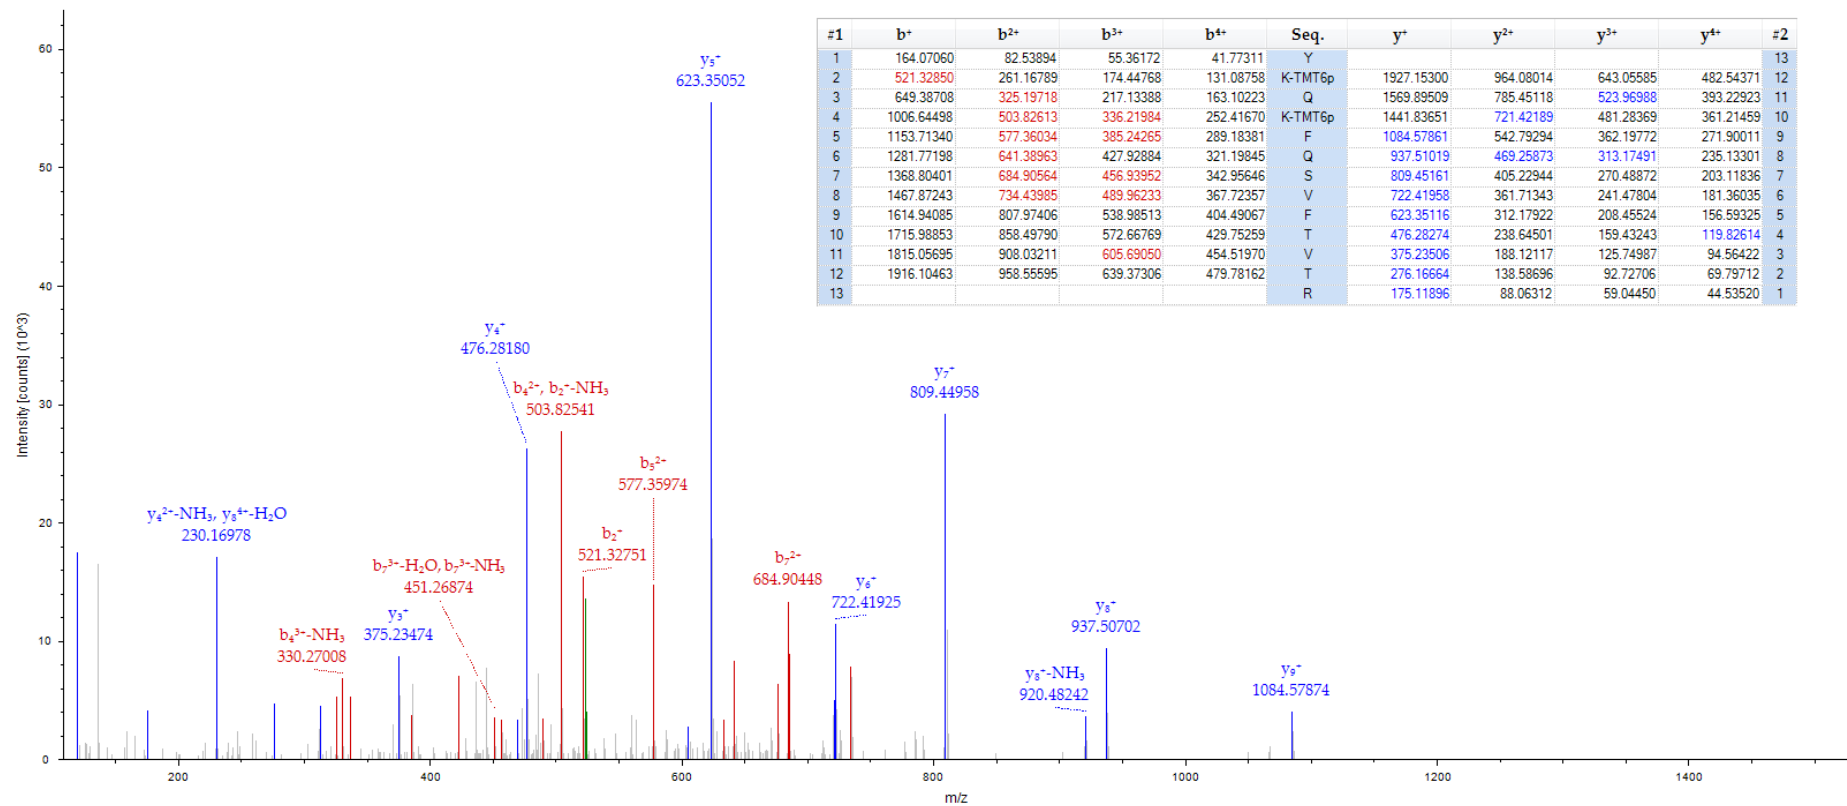 #1 b⁺ b²⁺ b³⁺ b⁴⁺ Seq. y⁺ y²⁺ y³⁺ y⁴⁺ #2
1 164.07060 82.53894 55.36172 41.77311 Y 13
2 521.32850 261.16789 174.44768 131.08758 K-TMT6p 1927.15300 964.08014 643.05585 482.54371 12
3 649.38708 325.19718 217.13388 163.10223 Q 1569.89509 785.45118 523.96988 393.22923 11
4 1006.64498 503.82613 336.21984 252.41670 K-TMT6p 1441.83651 721.42189 481.28369 361.21459 10
5 1153.71340 577.36034 385.24265 289.18381 F 1084.57861 542.79294 362.19772 271.90011 9
6 1281.77198 641.38963 427.92884 321.19845 Q 937.51019 469.25873 313.17491 235.13301 8
7 1368.80401 684.90564 456.93952 342.95646 S 809.45161 405.22944 270.48872 203.11836 7
8 1467.87243 734.43985 489.96233 367.72357 V 722.41958 361.71343 241.47804 181.36035 6
9 1614.94085 807.97406 538.98513 404.49067 F 623.35116 312.17922 208.45524 156.59325 5
10 1715.98853 858.49790 572.66769 429.75259 T 476.28274 238.64501 159.43243 119.82614 4
11 1815.05695 908.03211 605.69050 454.51970 V 375.23506 188.12117 125.74987 94.56422 3
12 1916.10463 958.55595 639.37306 479.78162 T 276.16664 138.58696 92.72706 69.79712 2
13 R 175.11896 88.06312 59.04450 44.53520 1
Intensity [counts] (10^3)
60
50
40
30
20
10
0
y₅⁺
623.35052
y₄⁺
476.28180
b₄²⁺, b₂⁺-NH₃
503.82541
y₇⁺
809.44958
b₅²⁺
577.35974
y₄²⁺-NH₃, y₈⁴⁺-H₂O
230.16978
b₂⁺
521.32751
b₇³⁺-H₂O, b₇³⁺-NH₃
451.26874
b₇²⁺
684.90448
y₆⁺
722.41925
y₃⁺
375.23474
b₄³⁺-NH₃
330.27008
y₈⁺
937.50702
y₈⁺-NH₃
920.48242
y₉⁺
1084.57874
200 400 600 800 1000 1200 1400
m/z